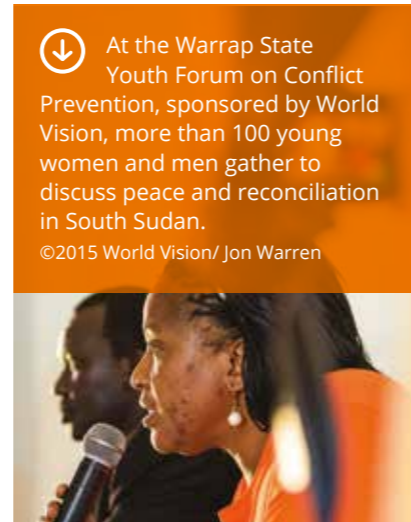 At the Warrap State
Youth Forum on Conflict
Prevention, sponsored by World
Vision, more than 100 young
women and men gather to
discuss peace and reconciliation
in South Sudan.
©2015 World Vision/ Jon Warren